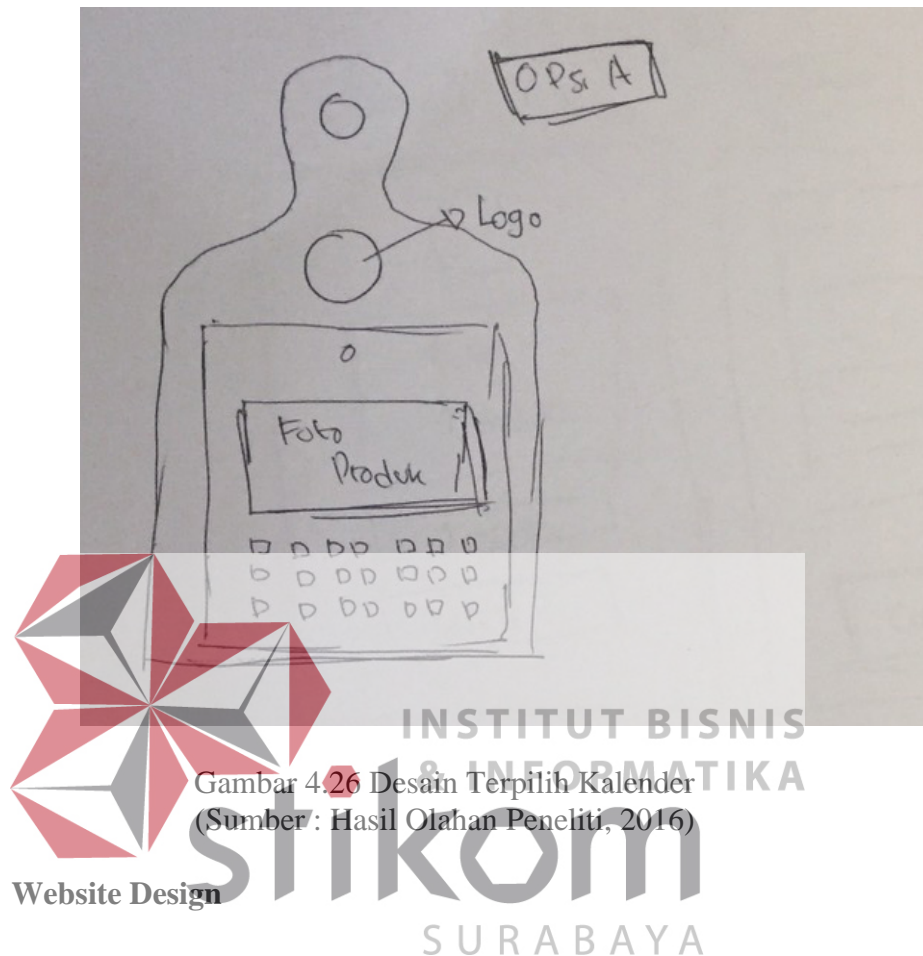 OPsi A
Logo
Foto
Produk
INSTITUT BISNIS
& INFORMATIKA
Gambar 4.26 Desain Terpilih Kalender
(Sumber : Hasil Olahan Peneliti, 2016)
stikom
Website Design
SURABAYA